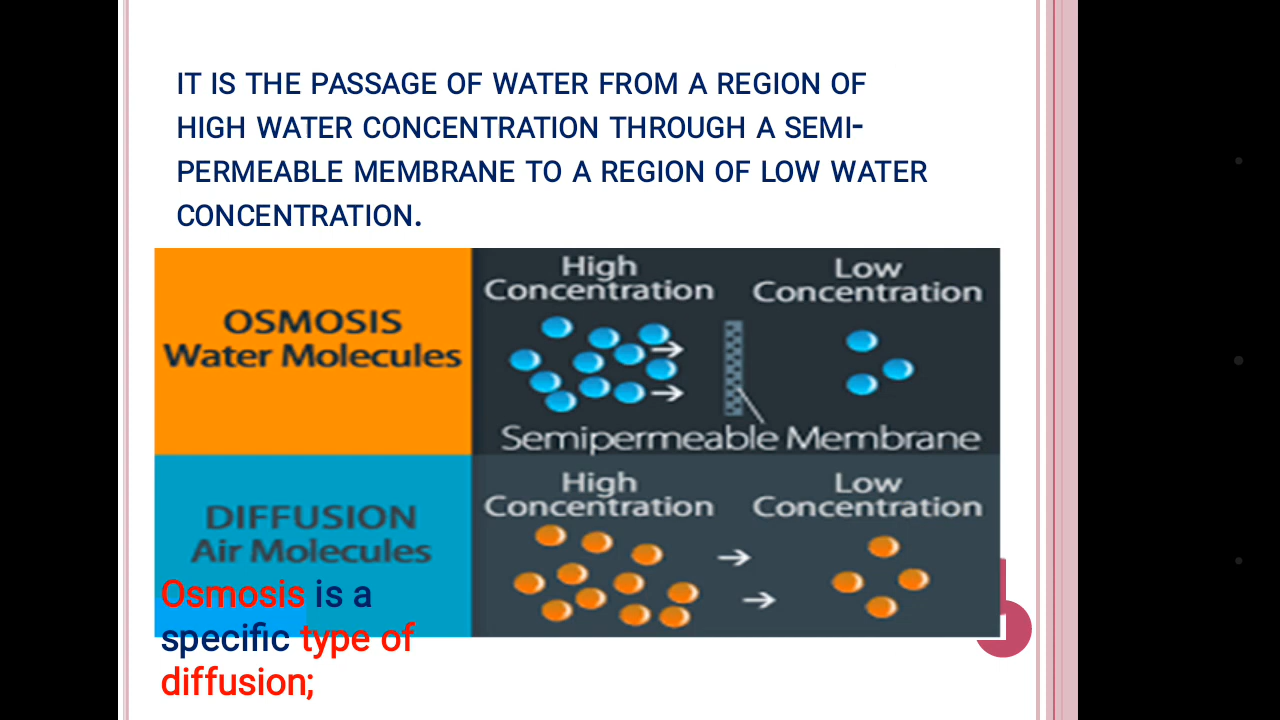 IT IS THE PASSAGE OF WATER FROM A REGION OF
HIGH WATER CONCENTRATION THROUGH A SEMI-
PERMEABLE MEMBRANE TO A REGION OF LOW WATER
CONCENTRATION.
OSMOSIS
Water Molecules
High
Concentration
Low
Concentration
Semipermeable Membrane
DIFFUSION
Air Molecules
High
Concentration
Low
Concentration
Osmosis is a
specific type of
diffusion;